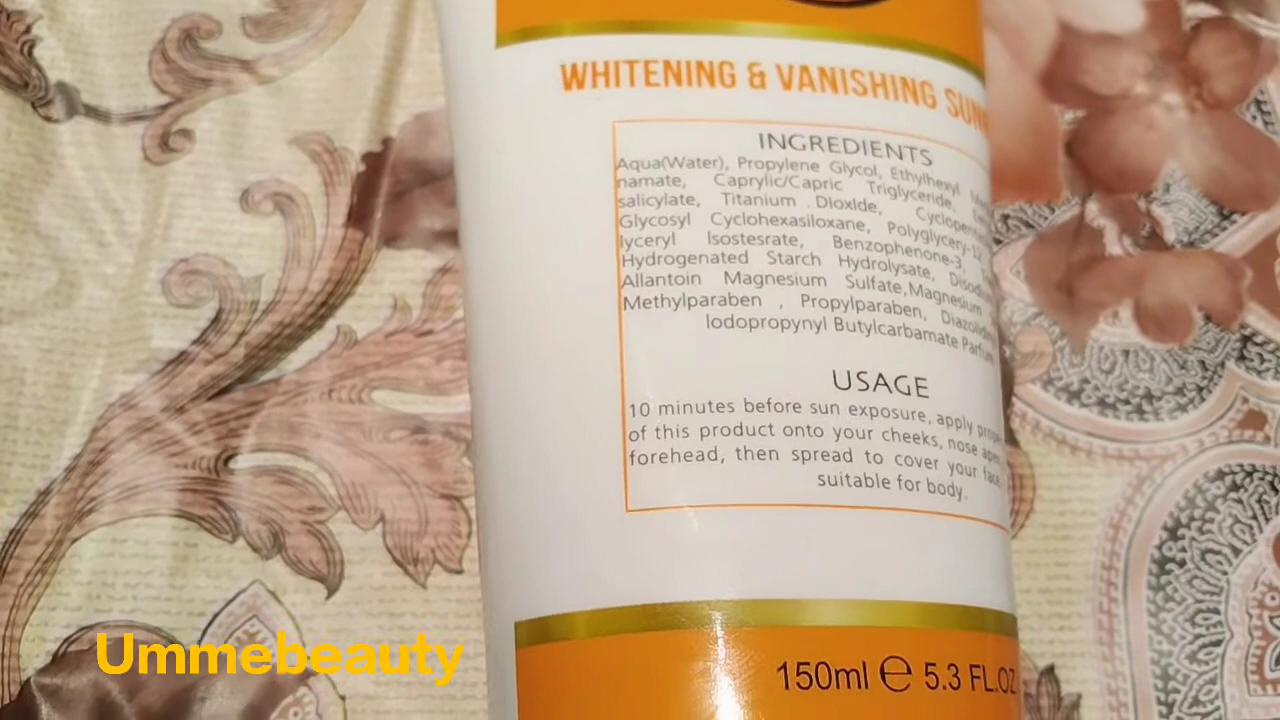 WHITENING & VANISHING
INGREDIENTS
Aqua(Water), Propylene Glycol, Ethylhexyl
namate, Caprylic/Capric Triglyceride,
salicylate, Titanium . DIoxIde,
Glycosyl Cyclohexasiloxane,
lyceryl Isostesrate, Benzophenone-3,
Hydrogenated Starch Hydrolysate,
Allantoin Magnesium Sulfate,Magnesium
Methylparaben , Propylparaben,
Iodopropynyl Butylcarbamate
USAGE
10 minutes before sun exposure, apply
of this product onto your cheeks, nose
forehead, then spread to cover your
suitable for body.
Ummebeauty
150ml e 5.3 FL.OZ